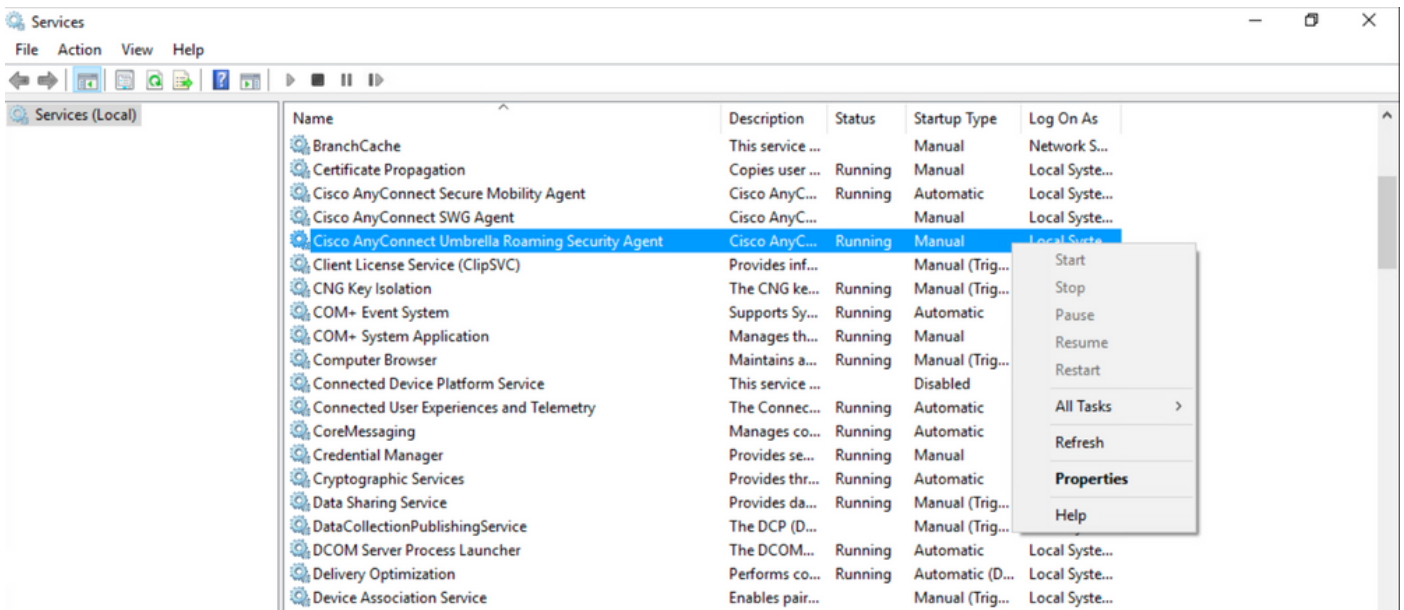 Services
File Action View Help
Services (Local)
Name Description Status Startup Type Log On As
BranchCache This service ... Manual Network S...
Certificate Propagation Copies user ... Running Manual Local Syste...
Cisco AnyConnect Secure Mobility Agent Cisco AnyC... Running Automatic Local Syste...
Cisco AnyConnect SWG Agent Cisco AnyC... Manual Local Syste...
Cisco AnyConnect Umbrella Roaming Security Agent Cisco AnyC... Running Manual Local Syste...
Client License Service (ClipSVC) Provides inf... Manual (Trig... Start
CNG Key Isolation The CNG ke... Running Manual (Trig... Stop
COM+ Event System Supports Sy... Running Automatic Pause
COM+ System Application Manages th... Running Manual Resume
Computer Browser Maintains a... Running Manual (Trig... Restart
Connected Device Platform Service This service ... Disabled
Connected User Experiences and Telemetry The Connec... Running Automatic All Tasks
CoreMessaging Manages co... Running Automatic Refresh
Credential Manager Provides se... Running Manual
Cryptographic Services Provides thr... Running Automatic Properties
Data Sharing Service Provides da... Running Manual (Trig... Help
DataCollectionPublishingService The DCP (D... Manual (Trig...
DCOM Server Process Launcher The DCOM... Running Automatic Local Syste...
Delivery Optimization Performs co... Running Automatic (D... Local Syste...
Device Association Service Enables pair... Manual (Trig... Local Syste...